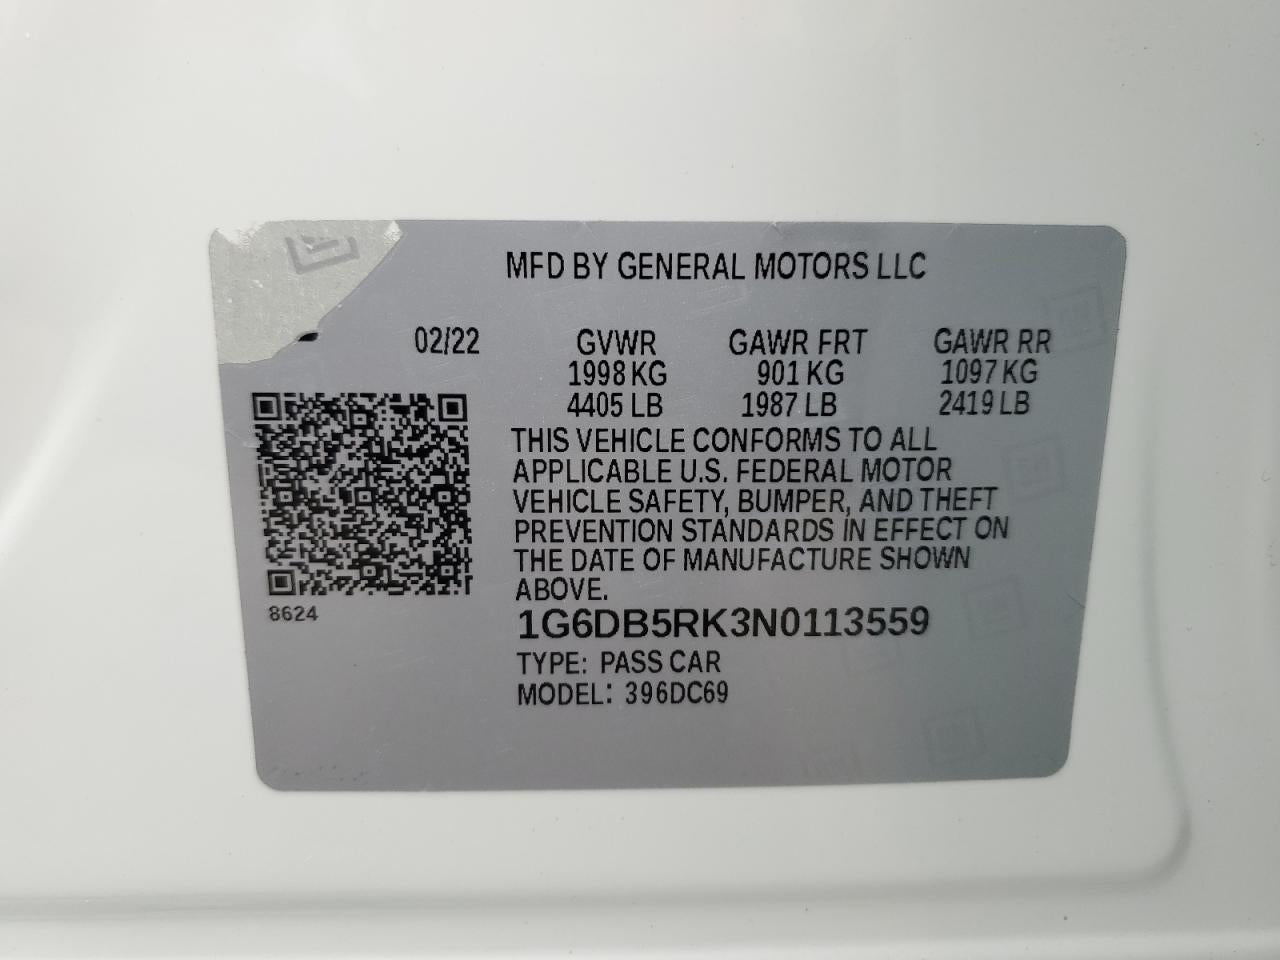 MFD BY GENERAL MOTORS LLC
02/22 GVWR GAWR FRT GAWR RR
1998 KG 901 KG 1097 KG
4405 LB 1987 LB 2419 LB
THIS VEHICLE CONFORMS TO ALL
APPLICABLE U.S. FEDERAL MOTOR
VEHICLE SAFETY, BUMPER, AND THEFT
PREVENTION STANDARDS IN EFFECT ON
THE DATE OF MANUFACTURE SHOWN
ABOVE.
8624
1G6DB5RK3N0113559
TYPE: PASS CAR
MODEL: 396DC69